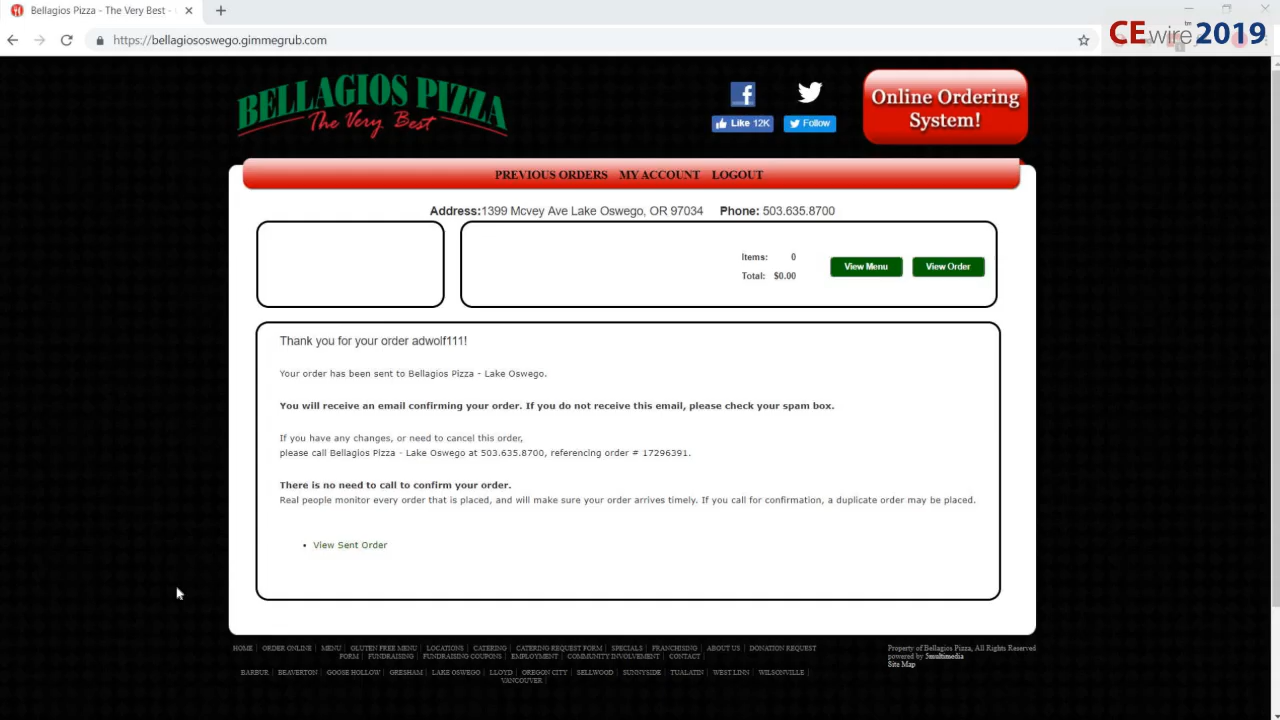 Bellagios Pizza - The Very Best -
CEwire™2019
https://bellagiososwego.gimmegrub.com
BELLAGIOS PIZZA
The Very Best
Like 12K
Follow
Online Ordering
System!
PREVIOUS ORDERS MY ACCOUNT LOGOUT
Address:1399 Mcvey Ave Lake Oswego, OR 97034 Phone: 503.635.8700
Items: 0
Total: $0.00
View Menu View Order
Thank you for your order adwolf111!
Your order has been sent to Bellagios Pizza - Lake Oswego.
You will receive an email confirming your order. If you do not receive this email, please check your spam box.
If you have any changes, or need to cancel this order,
please call Bellagios Pizza - Lake Oswego at 503.635.8700, referencing order # 17296391.
There is no need to call to confirm your order.
Real people monitor every order that is placed, and will make sure your order arrives timely. If you call for confirmation, a duplicate order may be placed.
• View Sent Order
HOME | ORDER ONLINE | MENU | GLUTEN FREE MENU | LOCATIONS | CATERING | CATERING REQUEST FORM | SPECIALS | FRANCHISING | ABOUT US | DONATION REQUEST
FORM | FUNDRAISING | FUNDRAISING COUPONS | EMPLOYMENT | COMMUNITY INVOLVEMENT | CONTACT |
BARBUR | BEAVERTON | GOOSE HOLLOW | GRESHAM | LAKE OSWEGO | LLOYD | OREGON CITY | SELLWOOD | SUNNYSIDE | TUALATIN | WEST LINN | WILSONVILLE |
VANCOUVER |
Property of Bellagios Pizza, All Rights Reserved
powered by 5multimedia
Site Map